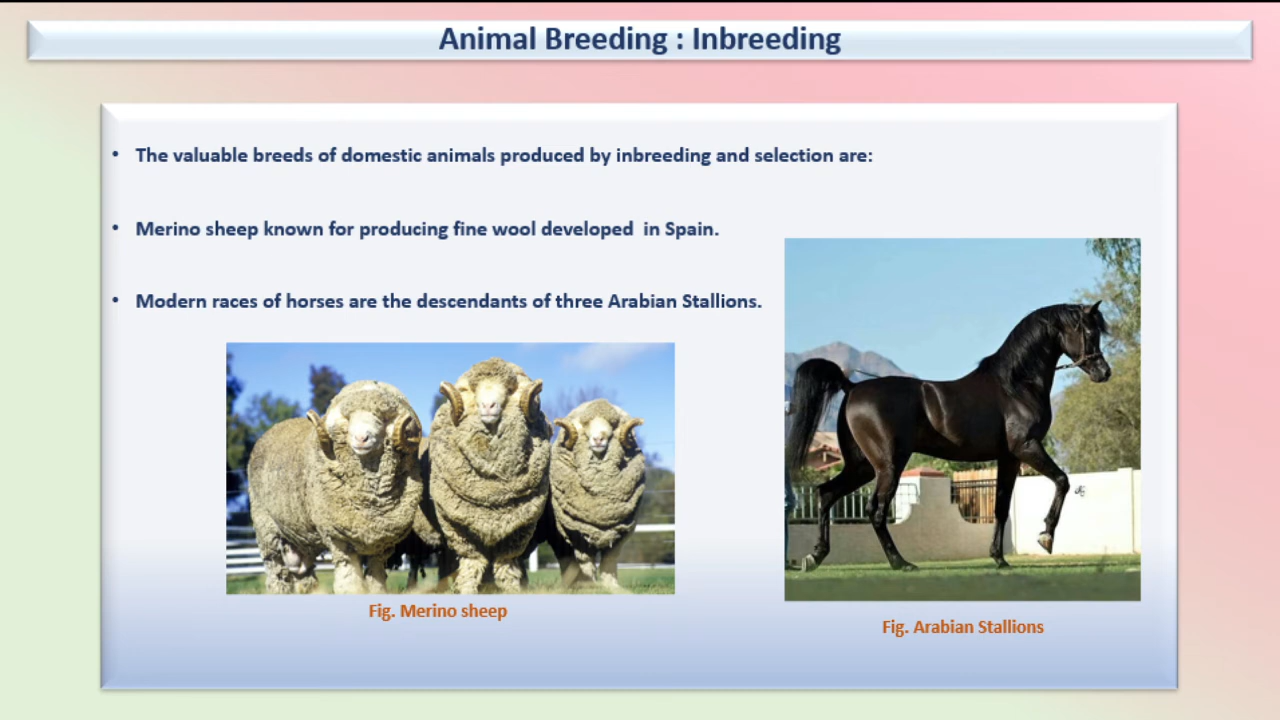 Animal Breeding : Inbreeding
• The valuable breeds of domestic animals produced by inbreeding and selection are:
• Merino sheep known for producing fine wool developed  in Spain.
• Modern races of horses are the descendants of three Arabian Stallions.
Fig. Merino sheep
Fig. Arabian Stallions